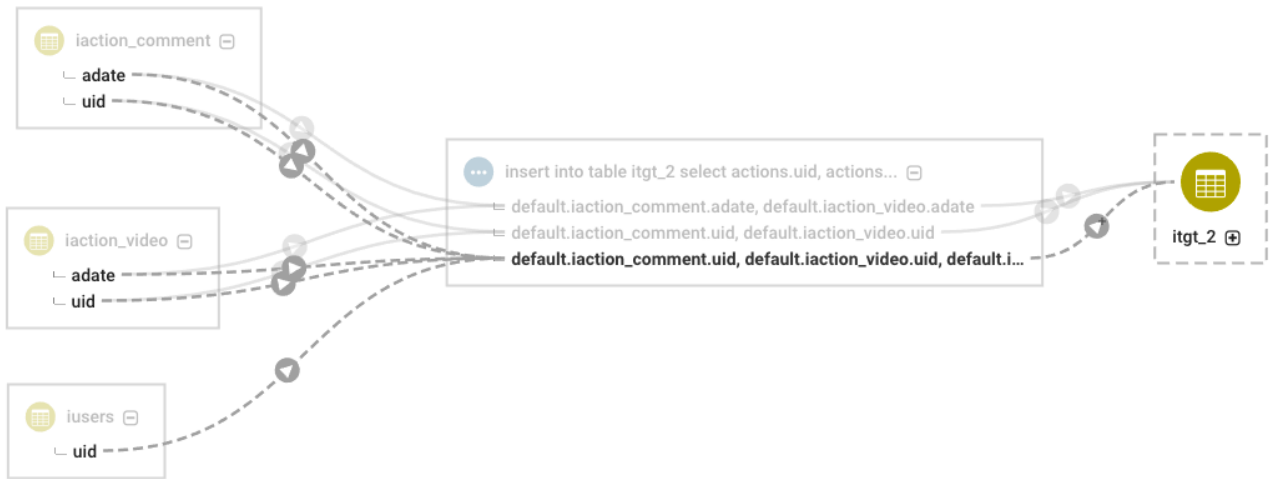 iaction_comment
adate
uid
insert into table itgt_2 select actions.uid, actions...
default.iaction_comment.adate, default.iaction_video.adate
default.iaction_comment.uid, default.iaction_video.uid
default.iaction_comment.uid, default.iaction_video.uid, default.i...
itgt_2
iaction_video
adate
uid
iusers
uid